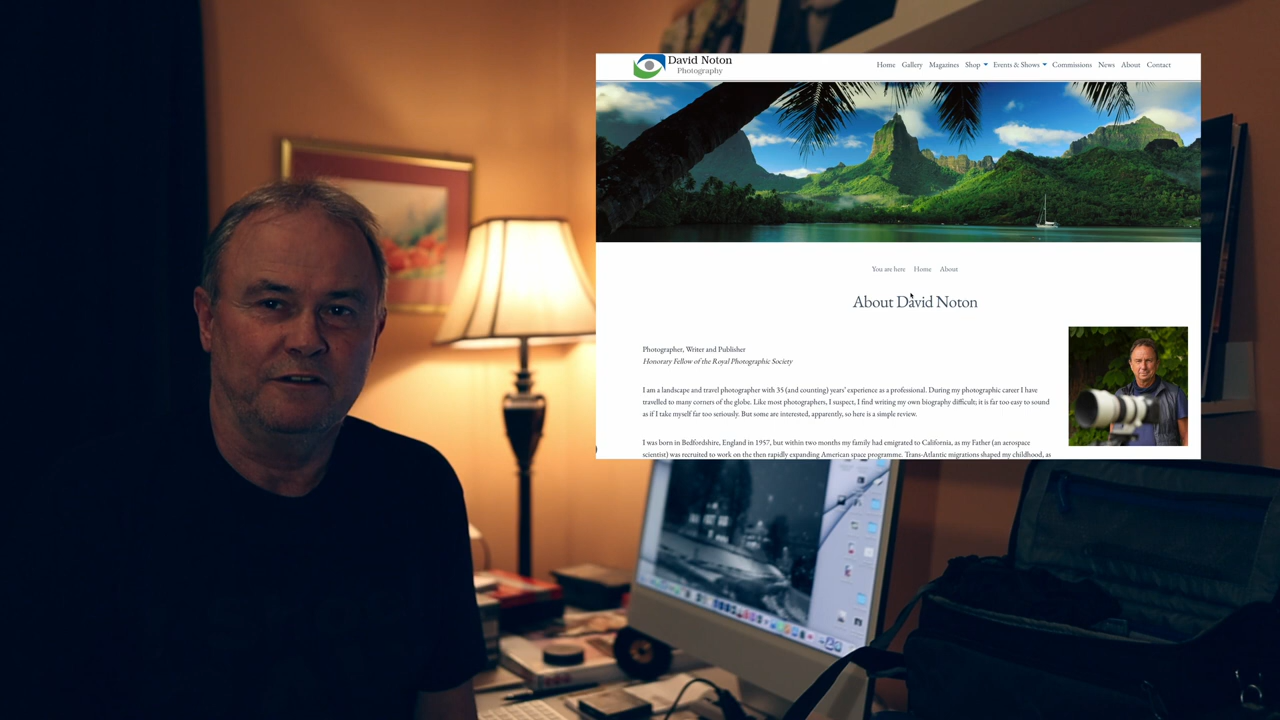 David Noton
Photography
Home Gallery Magazines Shop Events & Shows Commissions News About Contact
You are here Home About
About David Noton
Photographer, Writer and Publisher
Honorary Fellow of the Royal Photographic Society
I am a landscape and travel photographer with 35 (and counting) years' experience as a professional. During my photographic career I have
travelled to many corners of the globe. Like most photographers, I suspect, I find writing my own biography difficult; it is far too easy to sound
as if I take myself far too seriously. But some are interested, apparently, so here is a simple review.
I was born in Bedfordshire, England in 1957, but within two months my family had emigrated to California, as my Father (an aerospace
scientist) was recruited to work on the then rapidly expanding American space programme. Trans-Atlantic migrations shaped my childhood, as